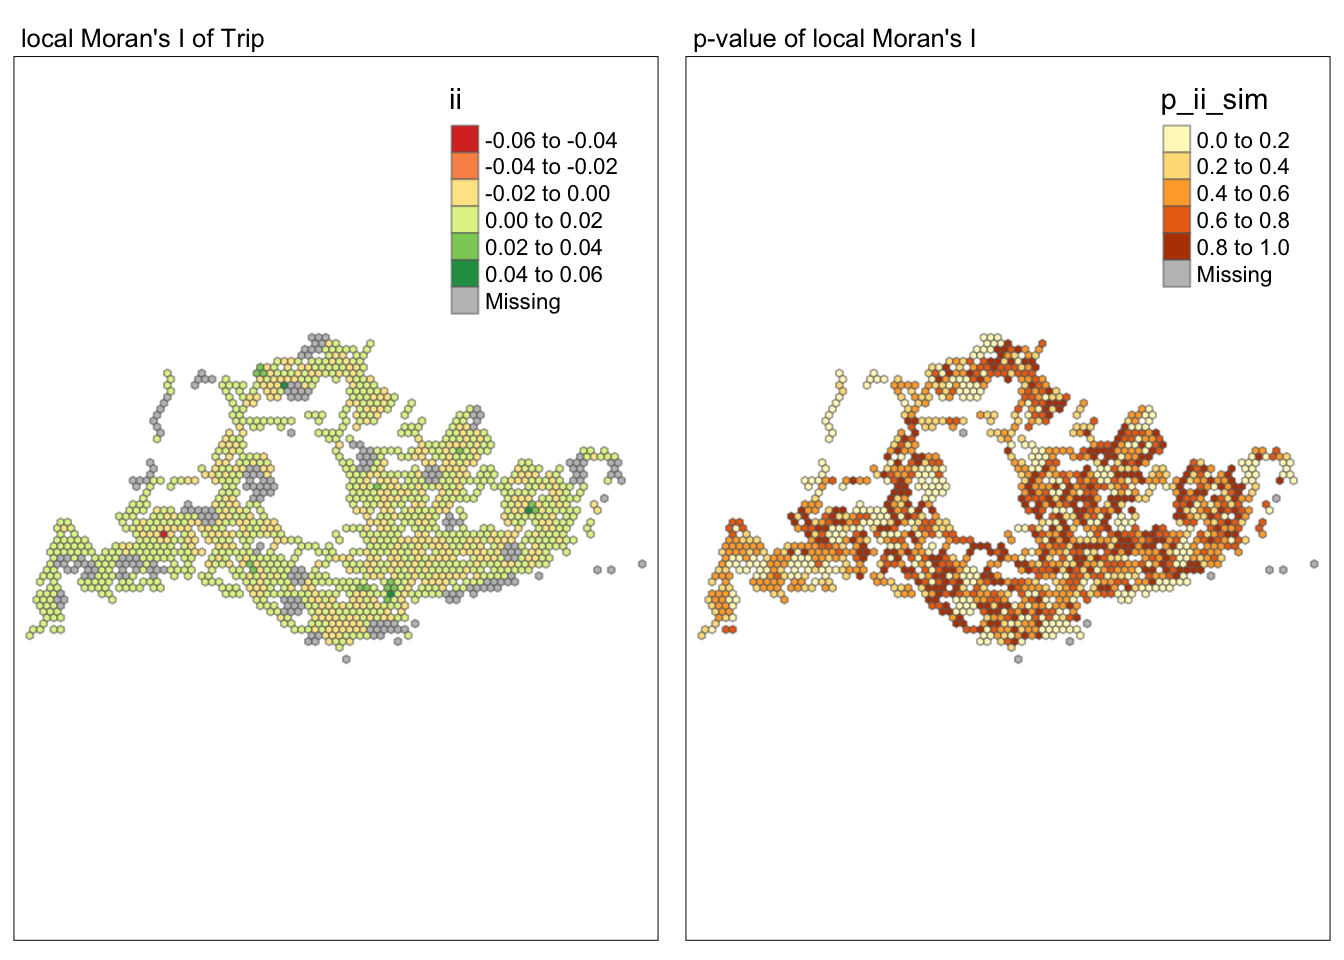 local Moran's I of Trip
ii
-0.06 to -0.04
-0.04 to -0.02
-0.02 to 0.00
0.00 to 0.02
0.02 to 0.04
0.04 to 0.06
Missing
p-value of local Moran's I
p_ii_sim
0.0 to 0.2
0.2 to 0.4
0.4 to 0.6
0.6 to 0.8
0.8 to 1.0
Missing